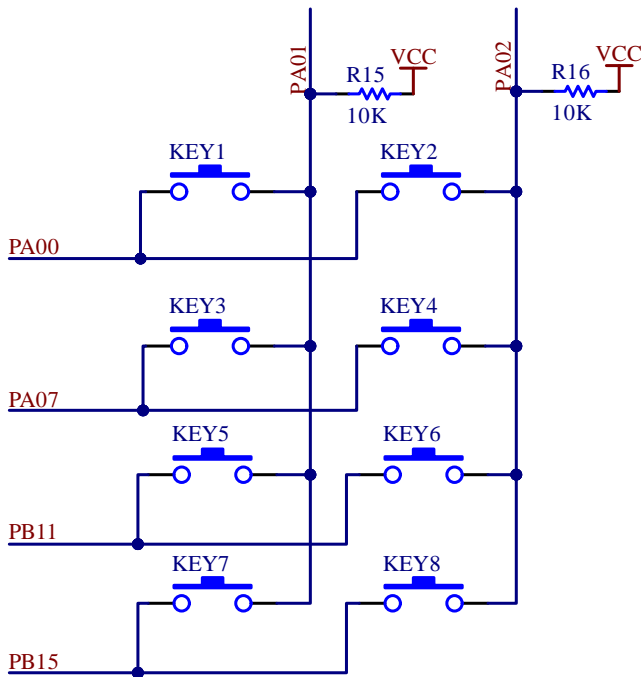 PA01
PA02
VCC
VCC
R15
R16
10K
10K
KEY1
KEY2
PA00
KEY3
KEY4
PA07
KEY5
KEY6
PB11
KEY7
KEY8
PB15